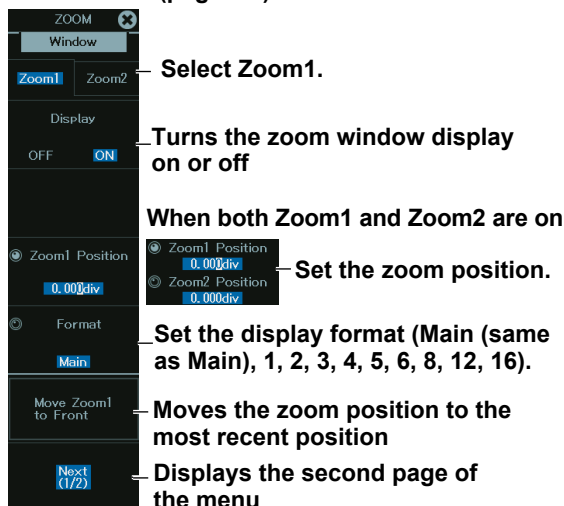 ZOOM
Window
Zoom1 Zoom2
Select Zoom1.
Display
OFF ON
Turns the zoom window display
on or off
When both Zoom1 and Zoom2 are on
Zoom1 Position
0.000div
Zoom1 Position
0.000div
Zoom2 Position
0.000div
Set the zoom position.
Format
Main
Set the display format (Main (same
as Main), 1, 2, 3, 4, 5, 6, 8, 12, 16).
Move Zoom1
to Front
Moves the zoom position to the
most recent position
Next
(1/2)
Displays the second page of
the menu